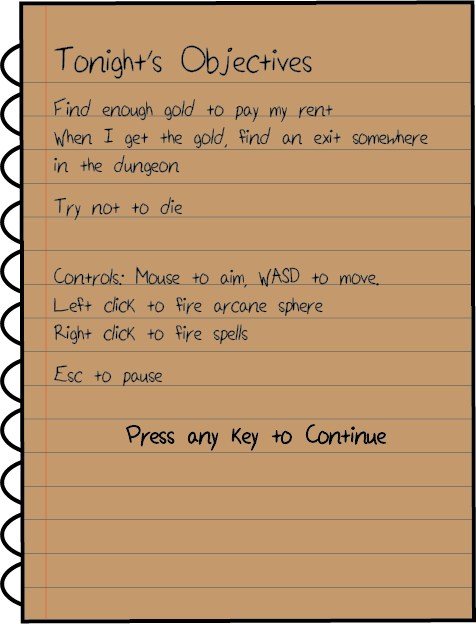 Tonight's Objectives
Find enough gold to pay my rent
When I get the gold, find an exit somewhere
in the dungeon
Try not to die
Controls: Mouse to aim, WASD to move.
Left click to fire arcane sphere
Right click to fire spells
Esc to pause
Press any Key to Continue